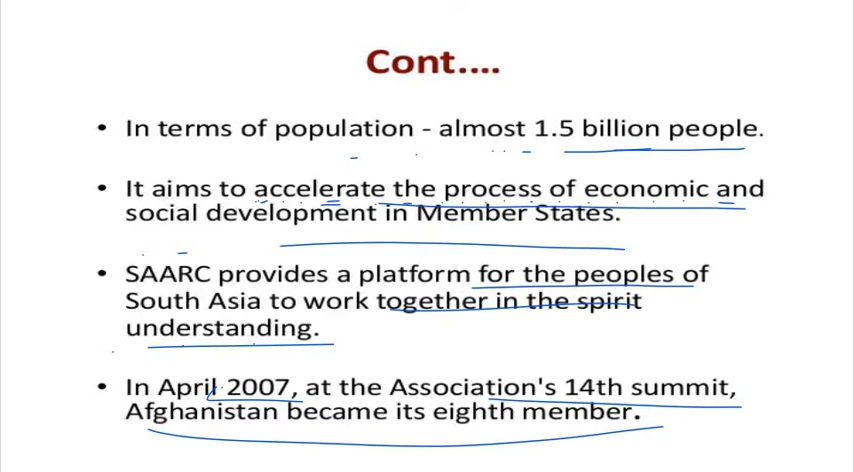 Cont....
• In terms of population - almost 1.5 billion people.
• It aims to accelerate the process of economic and
social development in Member States.
• SAARC provides a platform for the peoples of
South Asia to work together in the spirit
understanding.
• In April 2007, at the Association's 14th summit,
Afghanistan became its eighth member.